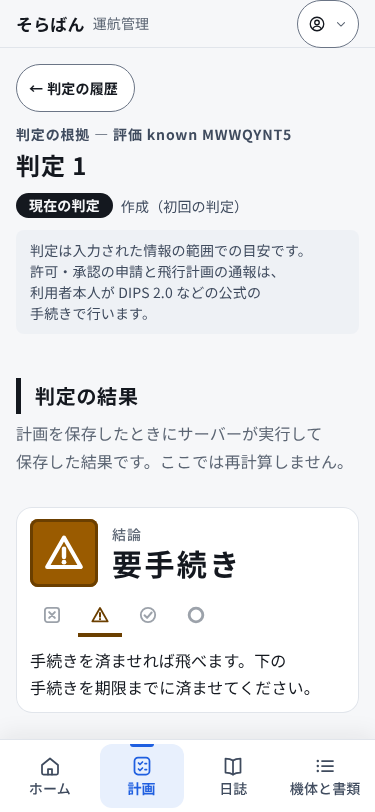 そらばん 運航管理
← 判定の履歴
判定の根拠 — 評価 known MWWQYNT5
判定 1
現在の判定 作成（初回の判定）
判定は入力された情報の範囲での目安です。
許可・承認の申請と飛行計画の通報は、
利用者本人が DIPS 2.0 などの公式の
手続きで行います。
判定の結果
計画を保存したときにサーバーが実行して
保存した結果です。ここでは再計算しません。
結論
要手続き
手続きを済ませれば飛べます。下の
手続きを期限までに済ませてください。
ホーム 計画 日誌 機体と書類